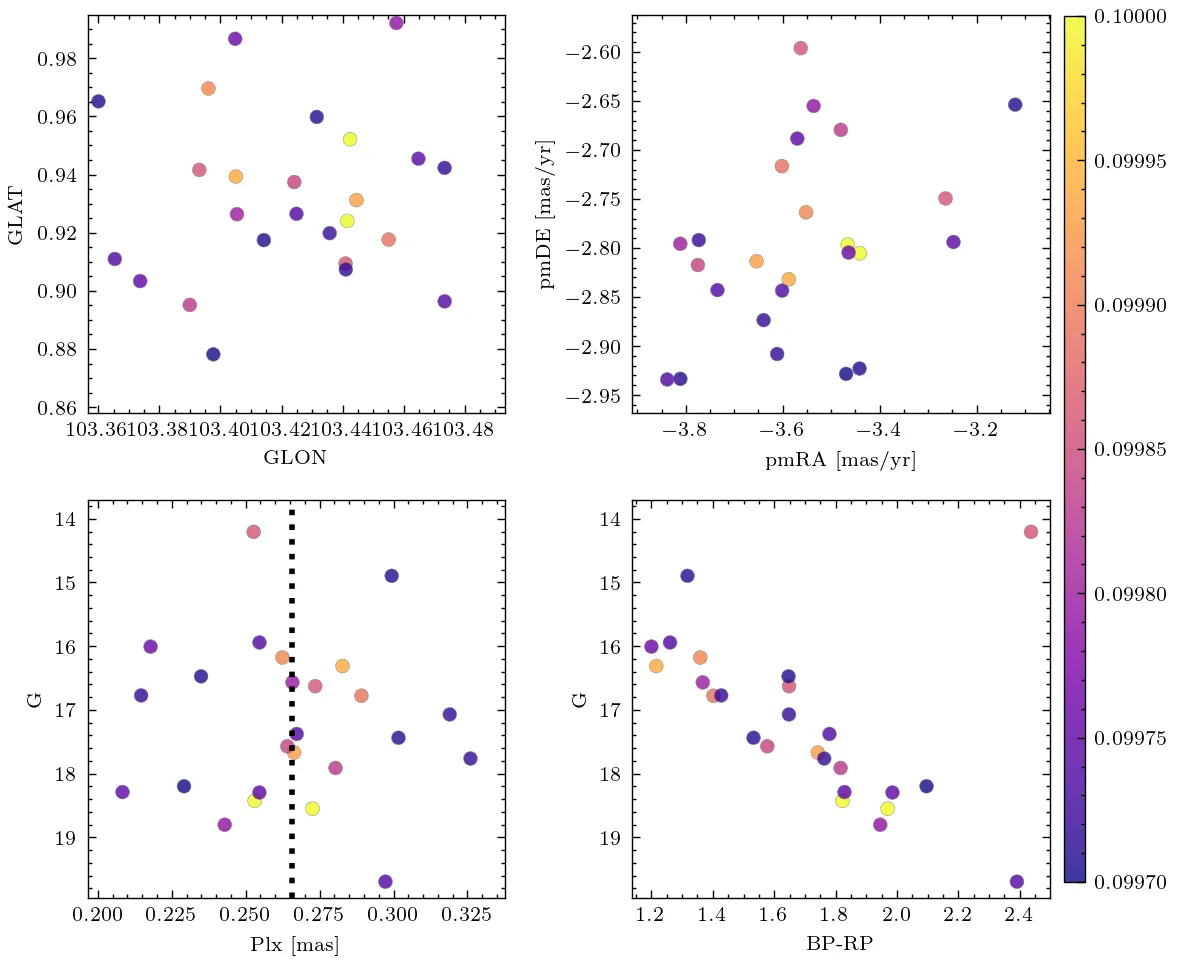 0.98
0.96
0.94
0.92
0.90
0.88
0.86
GLAT
103.36 103.38 103.40 103.42 103.44 103.46 103.48
GLON
−2.60
−2.65
−2.70
−2.75
−2.80
−2.85
−2.90
−2.95
pmDE [mas/yr]
−3.8 −3.6 −3.4 −3.2
pmRA [mas/yr]
0.10000
0.09995
0.09990
0.09985
0.09980
0.09975
0.09970
14
15
16
17
18
19
G
0.200 0.225 0.250 0.275 0.300 0.325
Plx [mas]
14
15
16
17
18
19
G
1.2 1.4 1.6 1.8 2.0 2.2 2.4
BP-RP